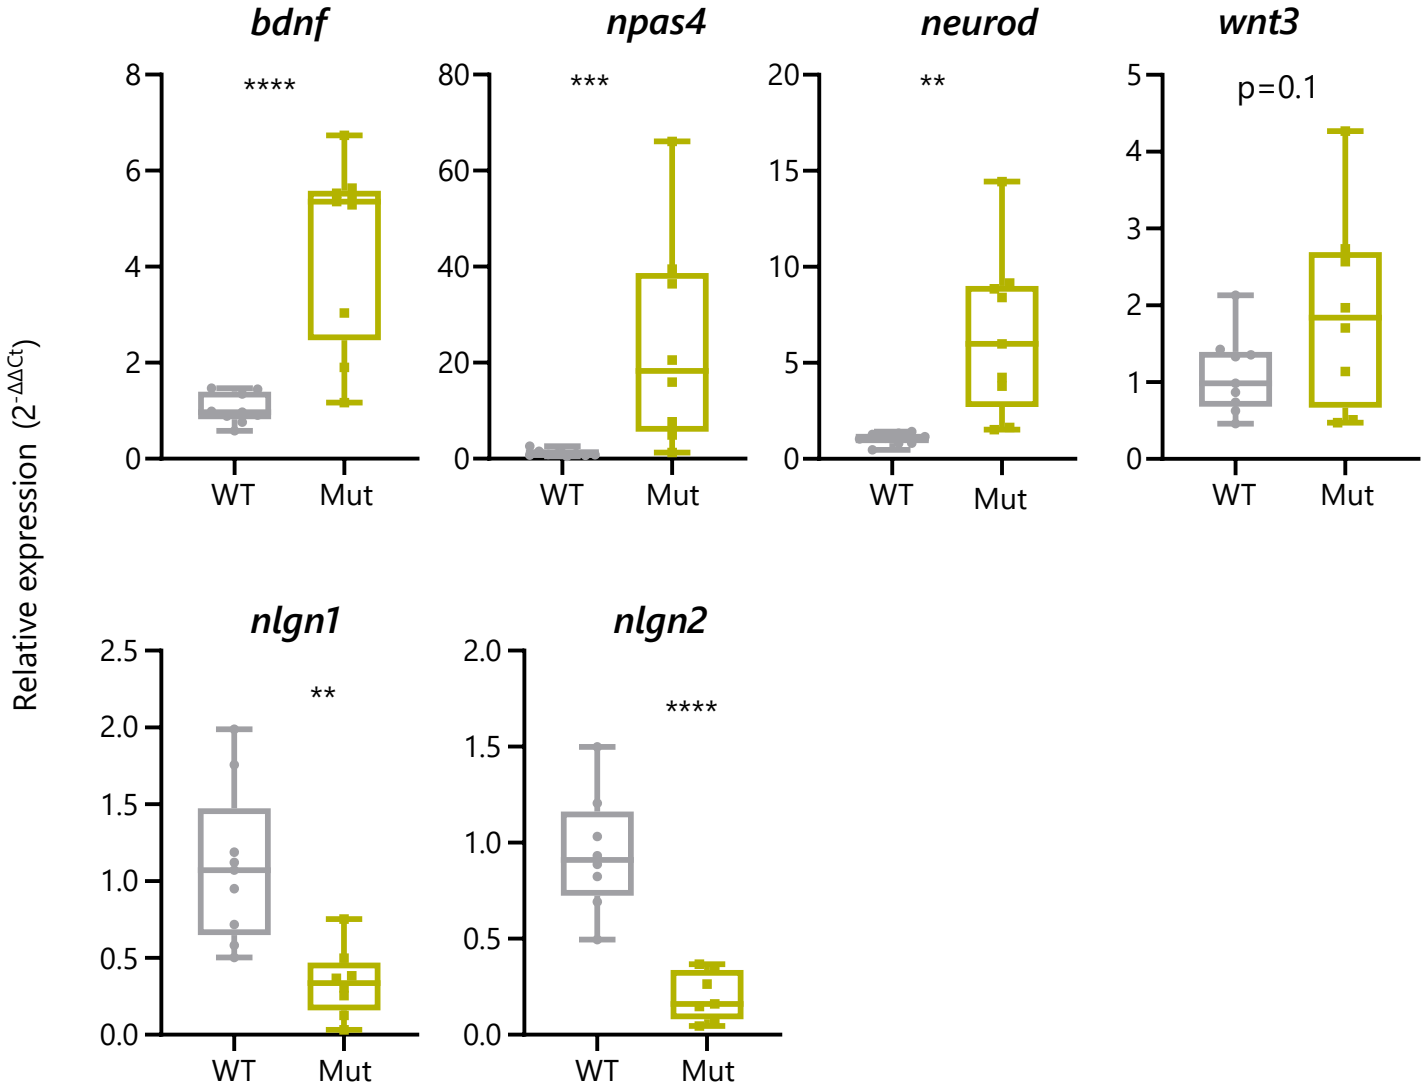 bdnf
npas4
neurod
wnt3
8
6
4
2
0
****
WT
Mut
80
60
40
20
0
***
WT
Mut
20
15
10
5
0
**
WT
Mut
5
4
3
2
1
0
p=0.1
WT
Mut
Relative expression (2^-ΔΔCt)
nlgn1
nlgn2
2.5
2.0
1.5
1.0
0.5
0.0
**
WT
Mut
2.0
1.5
1.0
0.5
0.0
****
WT
Mut